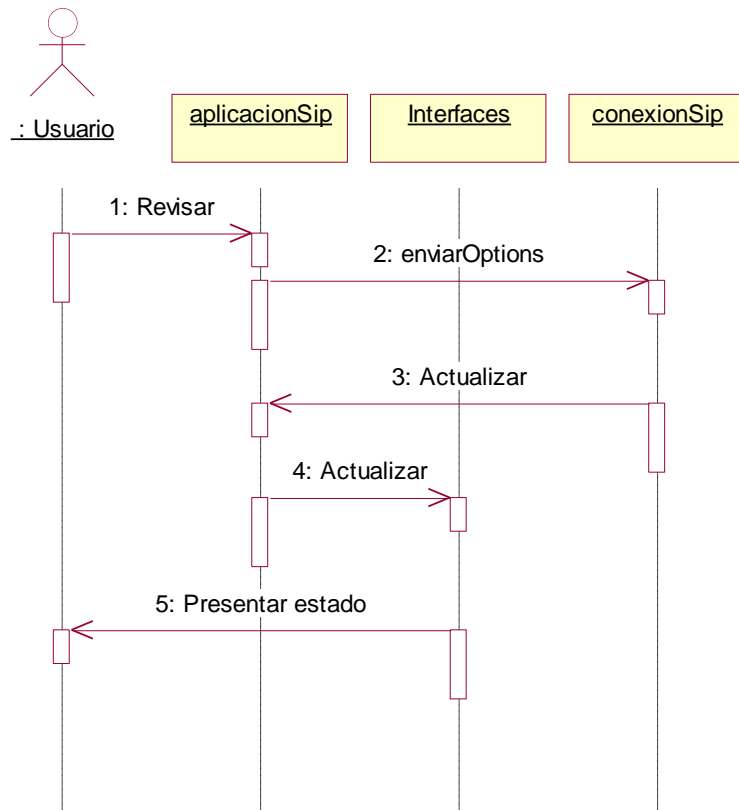 : Usuario
aplicacionSip
Interfaces
conexionSip
1: Revisar
2: enviarOptions
3: Actualizar
4: Actualizar
5: Presentar estado